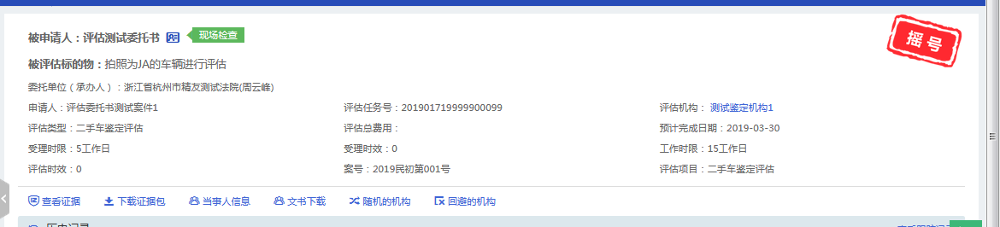 被申请人：评估测试委托书 现场检查
摇号
被评估标的物：拍照为JA的车辆进行评估
委托单位（承办人）：浙江省杭州市精友测试法院(周云峰)
申请人：评估委托书测试案件1 评估任务号：201901719999900099 评估机构： 测试鉴定机构1
评估类型：二手车鉴定评估 评估总费用： 预计完成日期：2019-03-30
受理时限：5工作日 受理时效：0 工作时限：15工作日
评估时效：0 案号：2019民初第001号 评估项目：二手车鉴定评估
查看证据 下载证据包 当事人信息 文书下载 随机的机构 回避的机构
历史记录